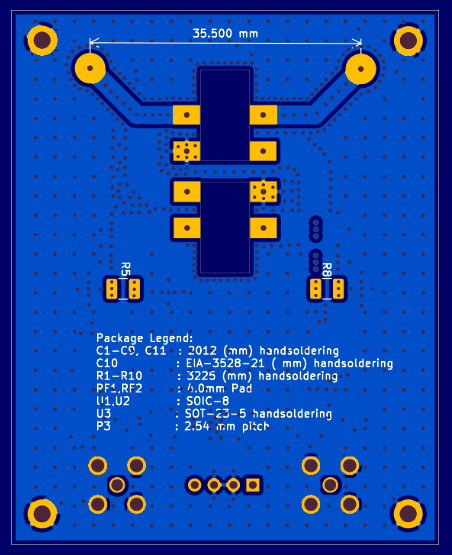 35.500 mm
R5
R8
Package Legend:
C1-C9, C11 : 2012 (mm) handsoldering
C10 : EIA-3528-21 ( mm) handsoldering
R1-R10 : 3225 (mm) handsoldering
PF1,RF2 : 4.0mm Pad
U1,U2 : SOIC-8
U3 : SOT-23-5 handsoldering
P3 : 2.54 mm pitch